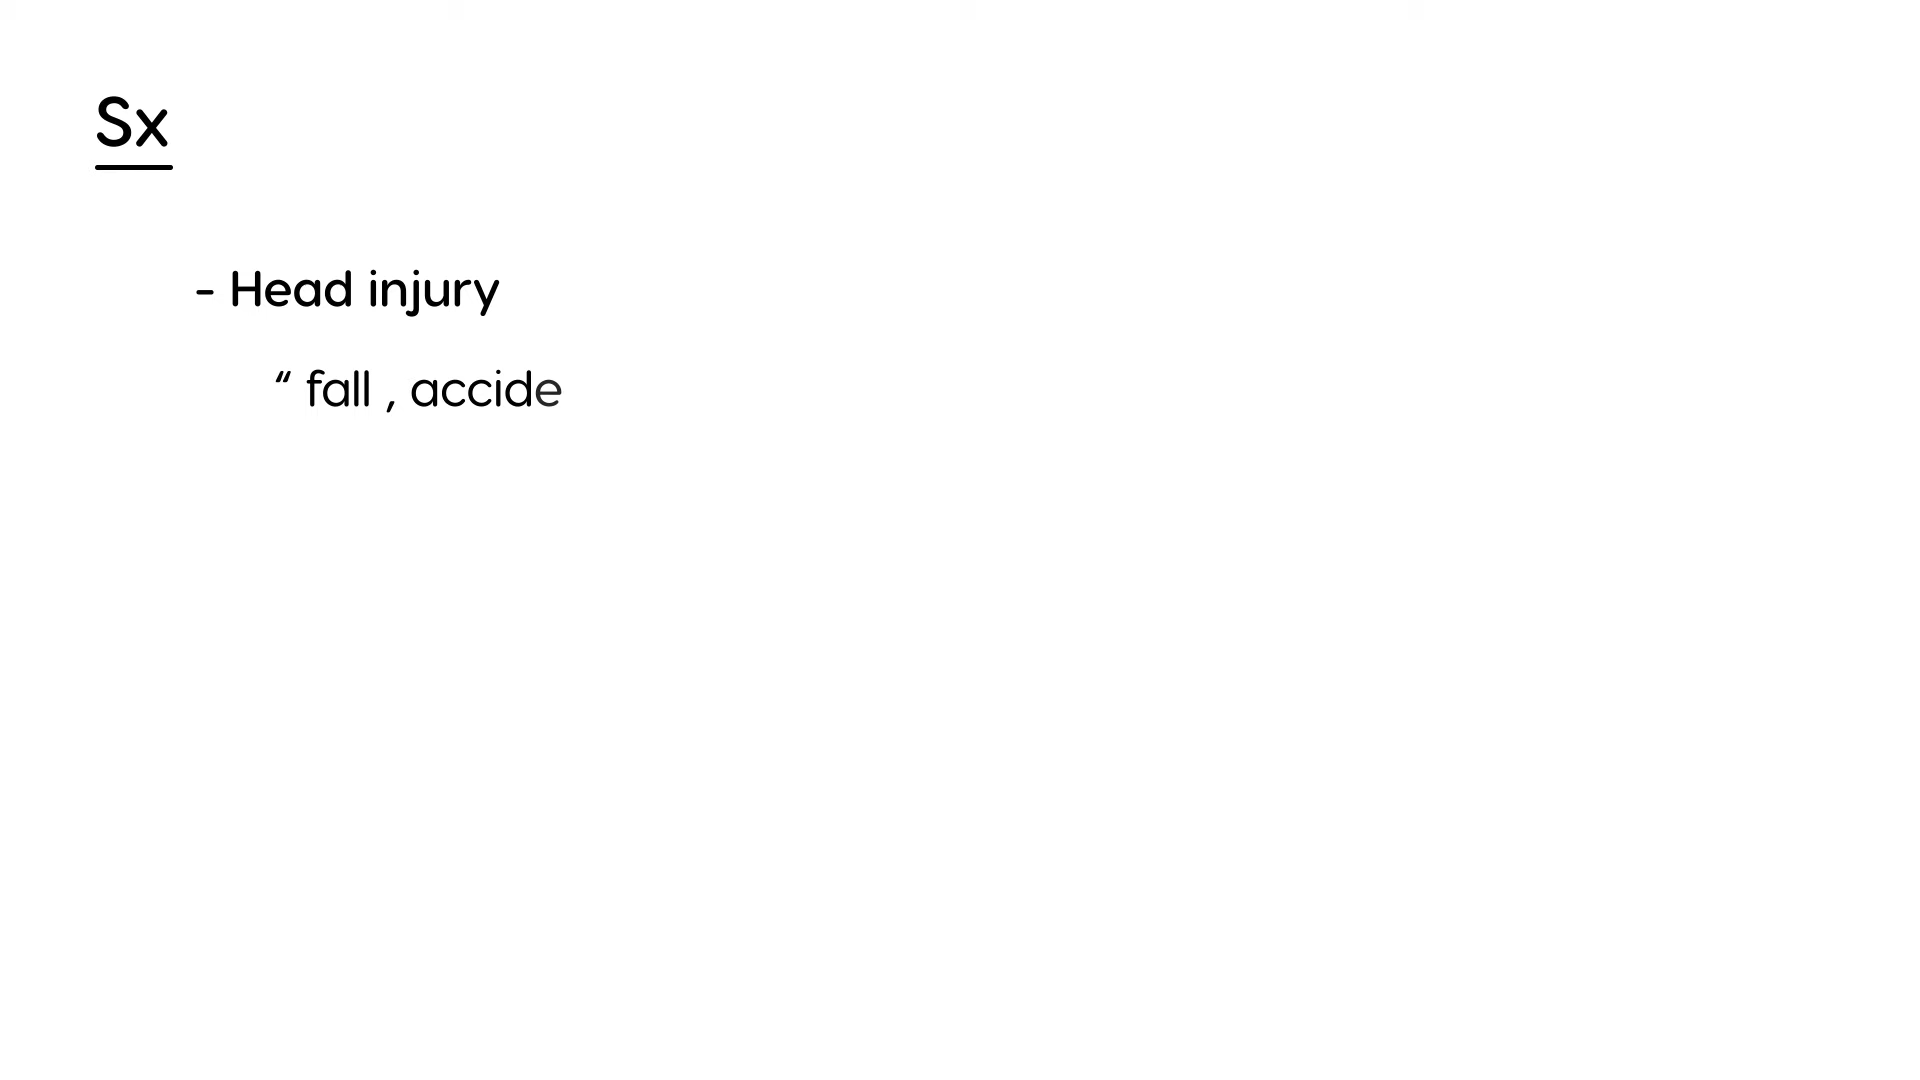 Sx
- Head injury
“ fall , accide